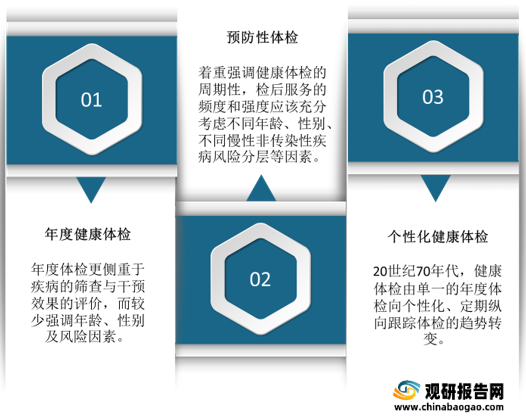 01
年度健康体检
年度体检更侧重于
疾病的筛查与干预
效果的评价，而较
少强调年龄、性别
及风险因素。
预防性体检
着重强调健康体检的
周期性，检后服务的
频度和强度应该充分
考虑不同年龄、性别、
不同慢性非传染性疾
病风险分层等因素。
02
03
个性化健康体检
20世纪70年代，健康
体检由单一的年度体
检向个性化、定期纵
向跟踪体检的趋势转
变。
观研报告网
www.chinabaogao.com